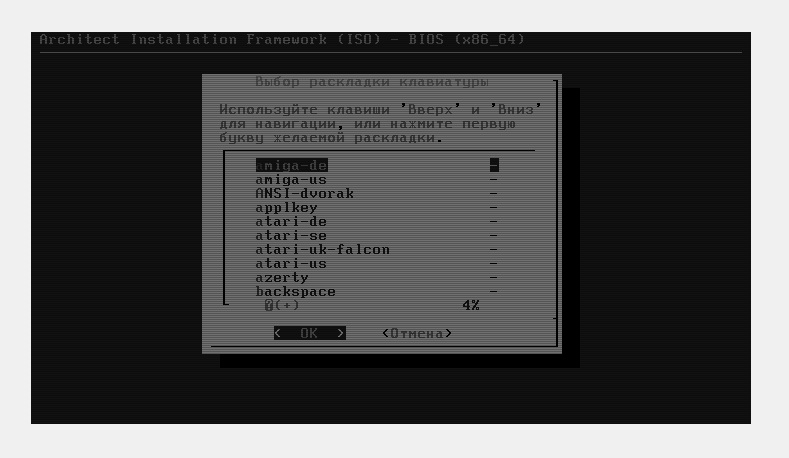 Architect Installation Framework (ISO) - BIOS (x86_64)
Выбор раскладки клавиатуры
Используйте клавиши 'Вверх' и 'Вниз'
для навигации, или нажмите первую
букву желаемой раскладки.
amiga-de -
amiga-us -
ANSI-dvorak -
applkey -
atari-de -
atari-se -
atari-uk-falcon -
atari-us -
azerty -
backspace -
(+) 4%
< OK > <Отмена>